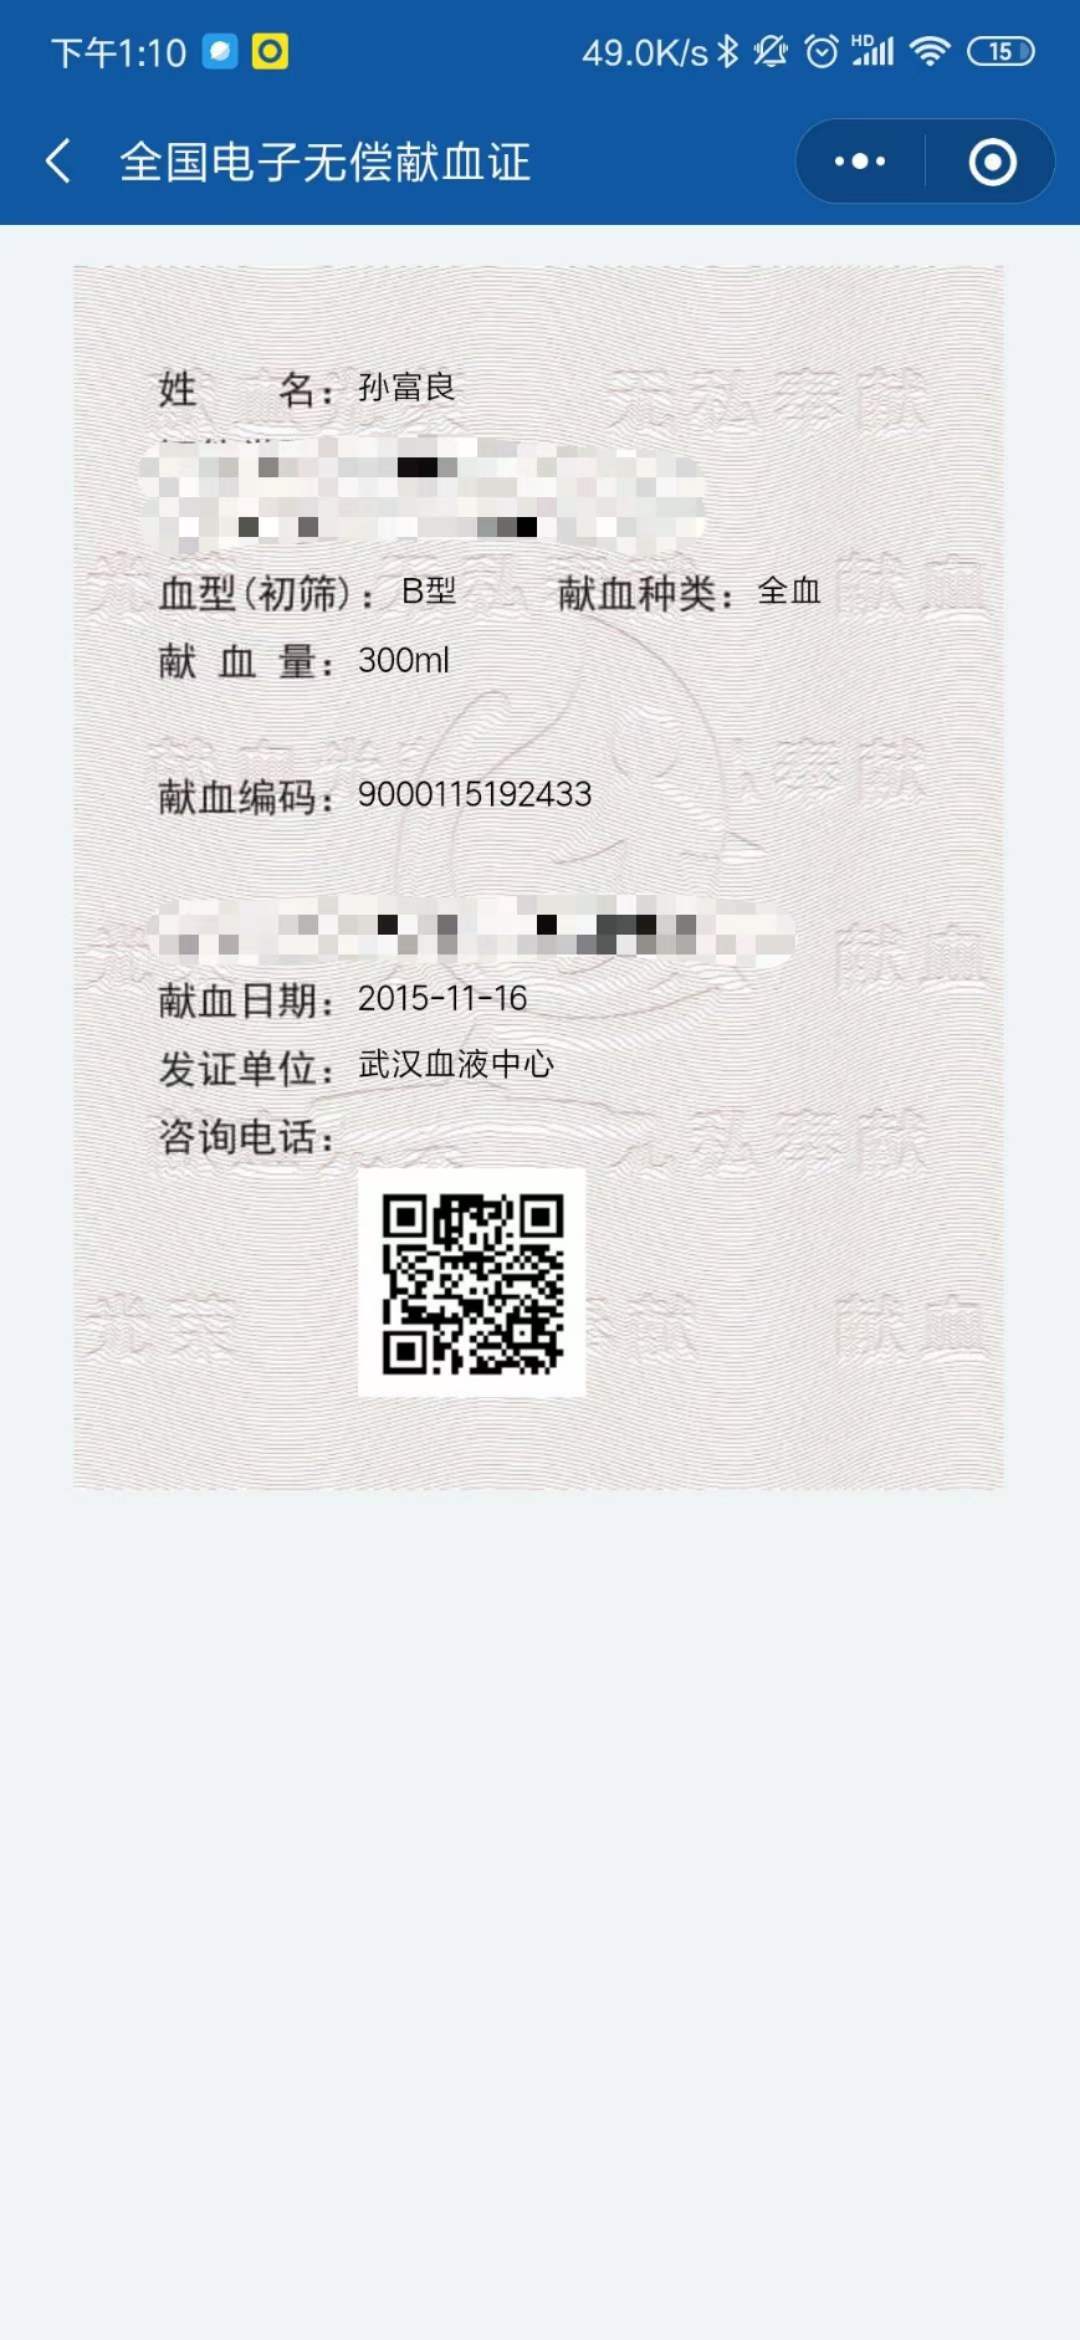 下午1:10 49.0K/s HD 15
全国电子无偿献血证
姓 名：孙富良
血型(初筛)：B型 献血种类：全血
献 血 量：300ml
献血编码：9000115192433
献血日期：2015-11-16
发证单位：武汉血液中心
咨询电话：